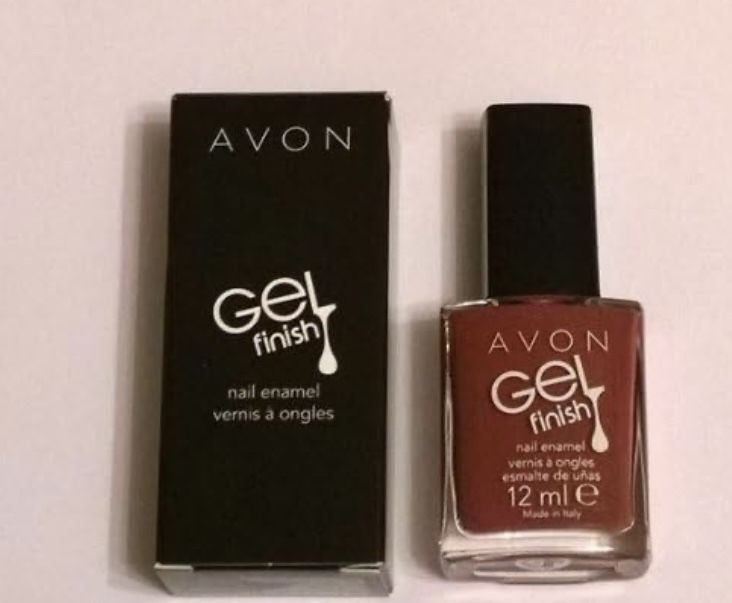 AVON
Gel
finish
nail enamel
vernis à ongles
AVON
Gel
finish
nail enamel
vernis à ongles
esmalte de uñas
12 ml e
Made in Italy